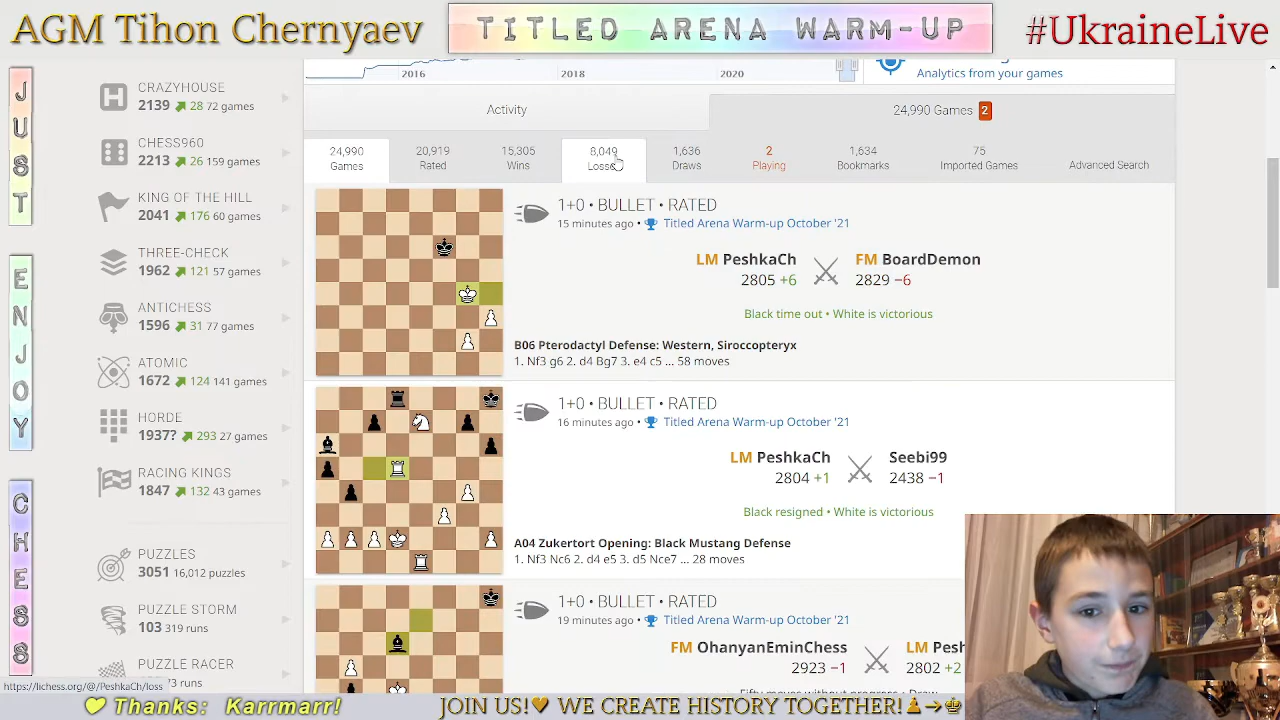 AGM Tihon Chernyaev
TITLED ARENA WARM-UP
#UkraineLive
JUST
ENJOY
CHESS
CRAZYHOUSE
2139 28 72 games
CHESS960
2213 26 159 games
KING OF THE HILL
2041 176 60 games
THREE-CHECK
1962 121 57 games
ANTICHESS
1596 31 77 games
ATOMIC
1672 124 141 games
HORDE
1937? 293 27 games
RACING KINGS
1847 132 43 games
PUZZLES
3051 16,012 puzzles
PUZZLE STORM
103 319 runs
PUZZLE RACER
runs
https://lichess.org/@/PeshkaCh/loss
2016
2018
2020
Analytics from your games
Activity
24,990 Games 2
24,990
Games
20,919
Rated
15,305
Wins
8,049
Losses
1,636
Draws
2
Playing
1,634
Bookmarks
75
Imported Games
Advanced Search
1+0 • BULLET • RATED
15 minutes ago • Titled Arena Warm-up October '21
LM PeshkaCh
2805 +6
FM BoardDemon
2829 −6
Black time out • White is victorious
B06 Pterodactyl Defense: Western, Siroccopteryx
1. Nf3 g6 2. d4 Bg7 3. e4 c5 ... 58 moves
1+0 • BULLET • RATED
16 minutes ago • Titled Arena Warm-up October '21
LM PeshkaCh
2804 +1
Seebi99
2438 −1
Black resigned • White is victorious
A04 Zukertort Opening: Black Mustang Defense
1. Nf3 Nc6 2. d4 e5 3. d5 Nce7 ... 28 moves
1+0 • BULLET • RATED
19 minutes ago • Titled Arena Warm-up October '21
FM OhanyanEminChess
2923 −1
LM Pesh
2802 +2
Fifty moves without progress • Draw
Thanks: Karrmarr!
JOIN US! WE CREATE HISTORY TOGETHER!